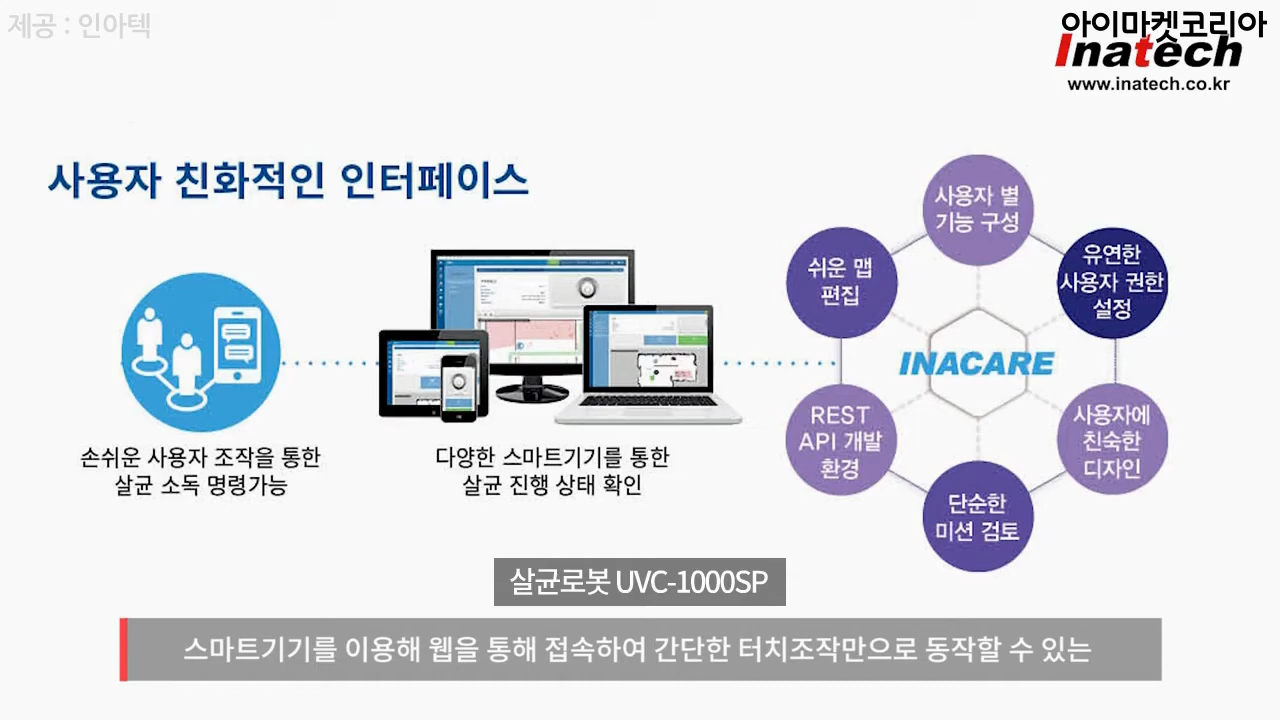 제공 : 인아텍
아이마켓코리아
Inatech
www.inatech.co.kr
사용자 친화적인 인터페이스
손쉬운 사용자 조작을 통한
살균 소독 명령가능
다양한 스마트기기를 통한
살균 진행 상태 확인
사용자 별
기능 구성
쉬운 맵
편집
유연한
사용자 권한
설정
INACARE
REST
API 개발
환경
사용자에
친숙한
디자인
단순한
미션 검토
살균로봇 UVC-1000SP
스마트기기를 이용해 웹을 통해 접속하여 간단한 터치조작만으로 동작할 수 있는